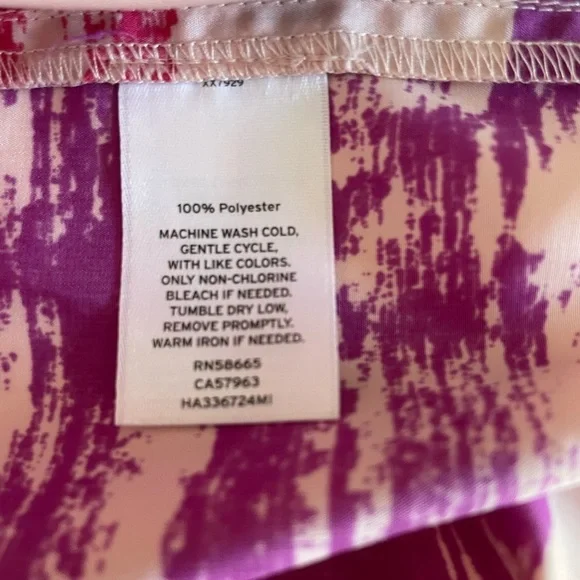 XX7929
100% Polyester
MACHINE WASH COLD,
GENTLE CYCLE,
WITH LIKE COLORS.
ONLY NON-CHLORINE
BLEACH IF NEEDED.
TUMBLE DRY LOW,
REMOVE PROMPTLY.
WARM IRON IF NEEDED.
RN58665
CA57963
HA336724MI